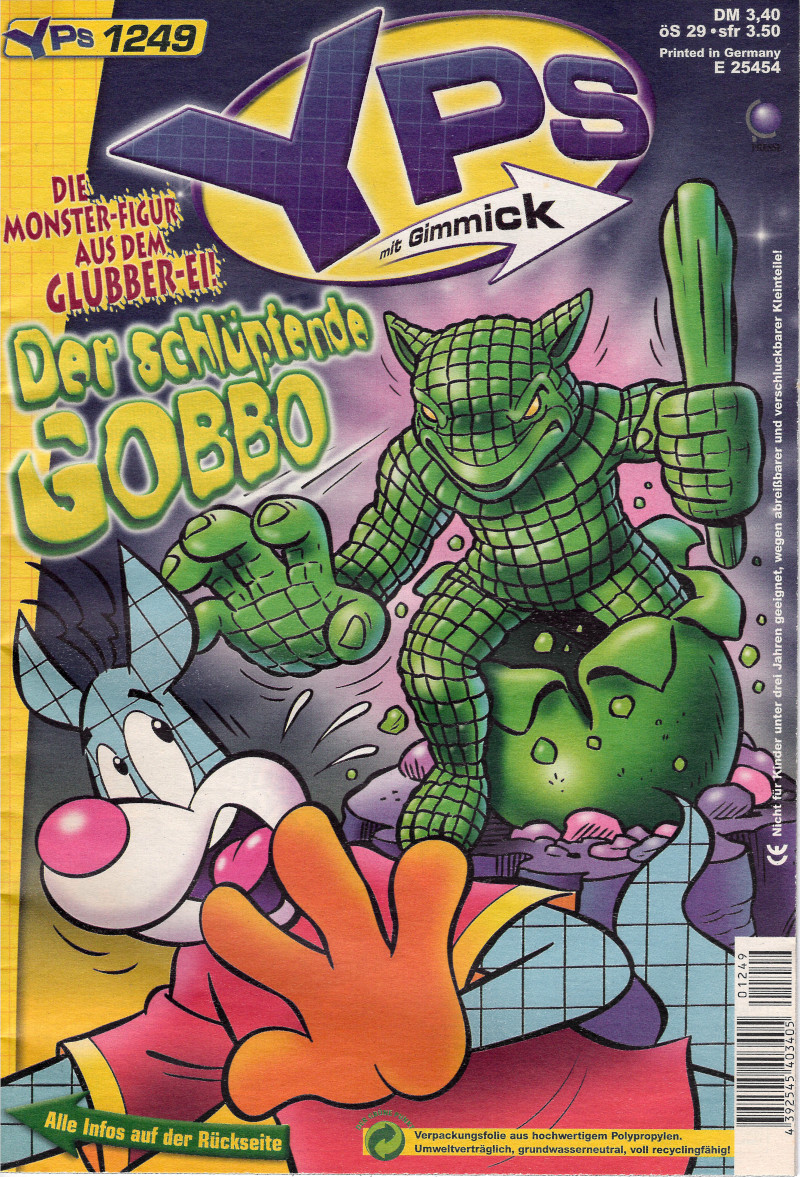 YPS 1249
DM 3,40
öS 29 • sfr 3.50
Printed in Germany
E 25454
YPS
mit Gimmick
DIE
MONSTER-FIGUR
AUS DEM
GLUBBER-EI!
Der schlüpfende
GOBBO
CE Nicht für Kinder unter drei Jahren geeignet, wegen abreißbarer und verschluckbarer Kleinteile!
01249
4 392545 403405
Alle Infos auf der Rückseite
Verpackungsfolie aus hochwertigem Polypropylen.
Umweltverträglich, grundwasserneutral, voll recyclingfähig!